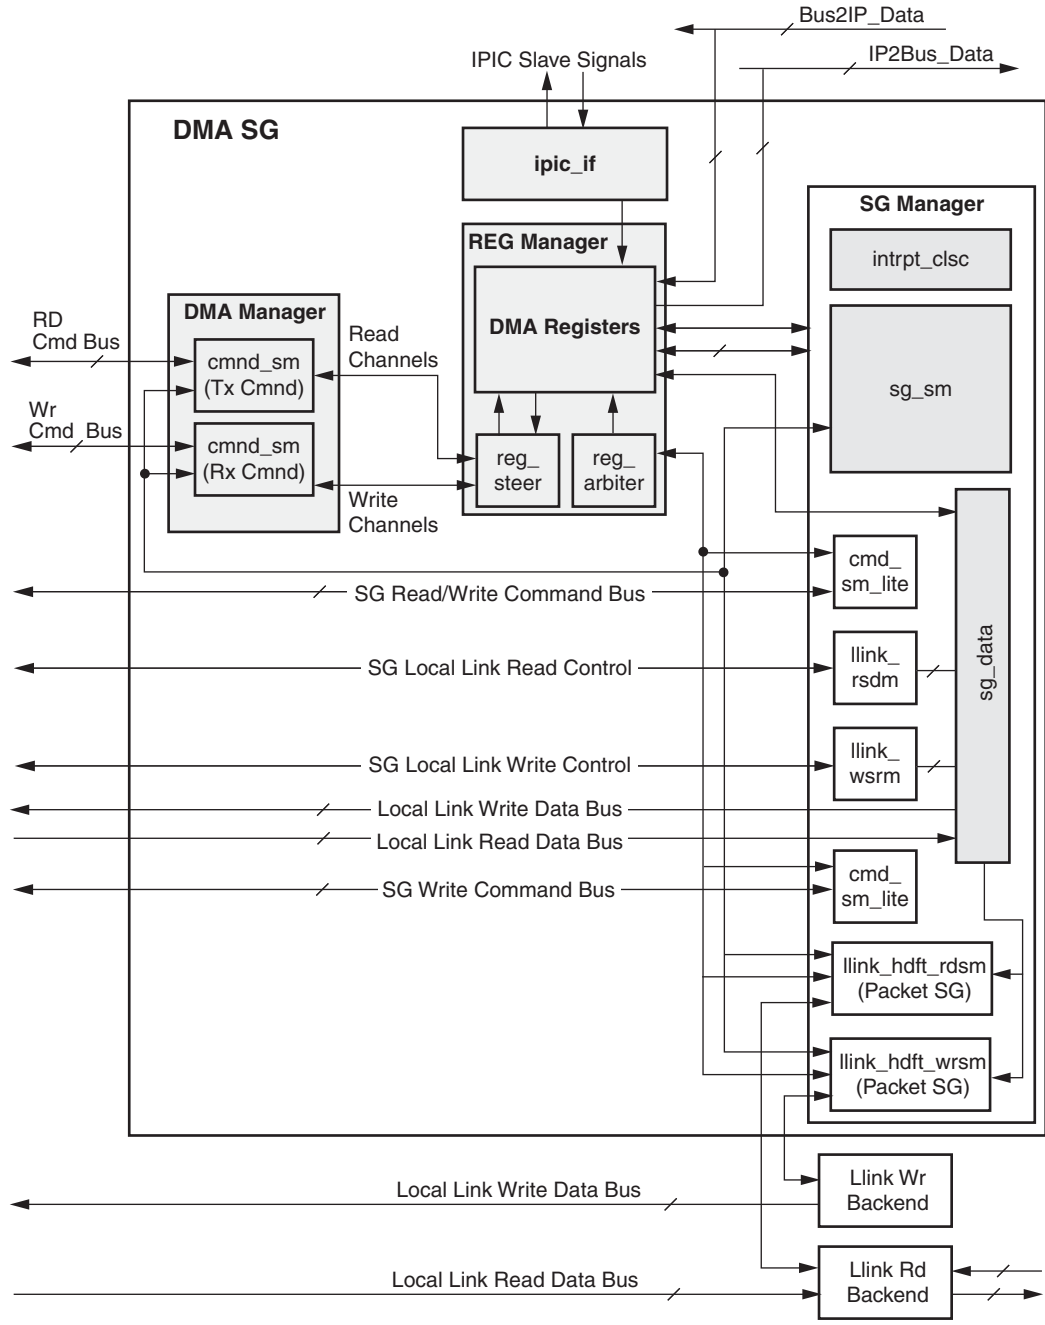 Bus2IP_Data
IP2Bus_Data
IPIC Slave Signals
DMA SG
ipic_if
SG Manager
REG Manager
intrpt_clsc
DMA Manager
DMA Registers
RD
Cmd Bus
Read
Channels
cmnd_sm
(Tx Cmnd)
sg_sm
Wr
Cmd_Bus
cmnd_sm
(Rx Cmnd)
reg_
steer
reg_
arbiter
Write
Channels
cmd_
sm_lite
SG Read/Write Command Bus
sg_data
llink_
rsdm
SG Local Link Read Control
llink_
wsrm
SG Local Link Write Control
Local Link Write Data Bus
Local Link Read Data Bus
cmd_
sm_lite
SG Write Command Bus
llink_hdft_rdsm
(Packet SG)
llink_hdft_wrsm
(Packet SG)
Llink Wr
Backend
Local Link Write Data Bus
Llink Rd
Backend
Local Link Read Data Bus